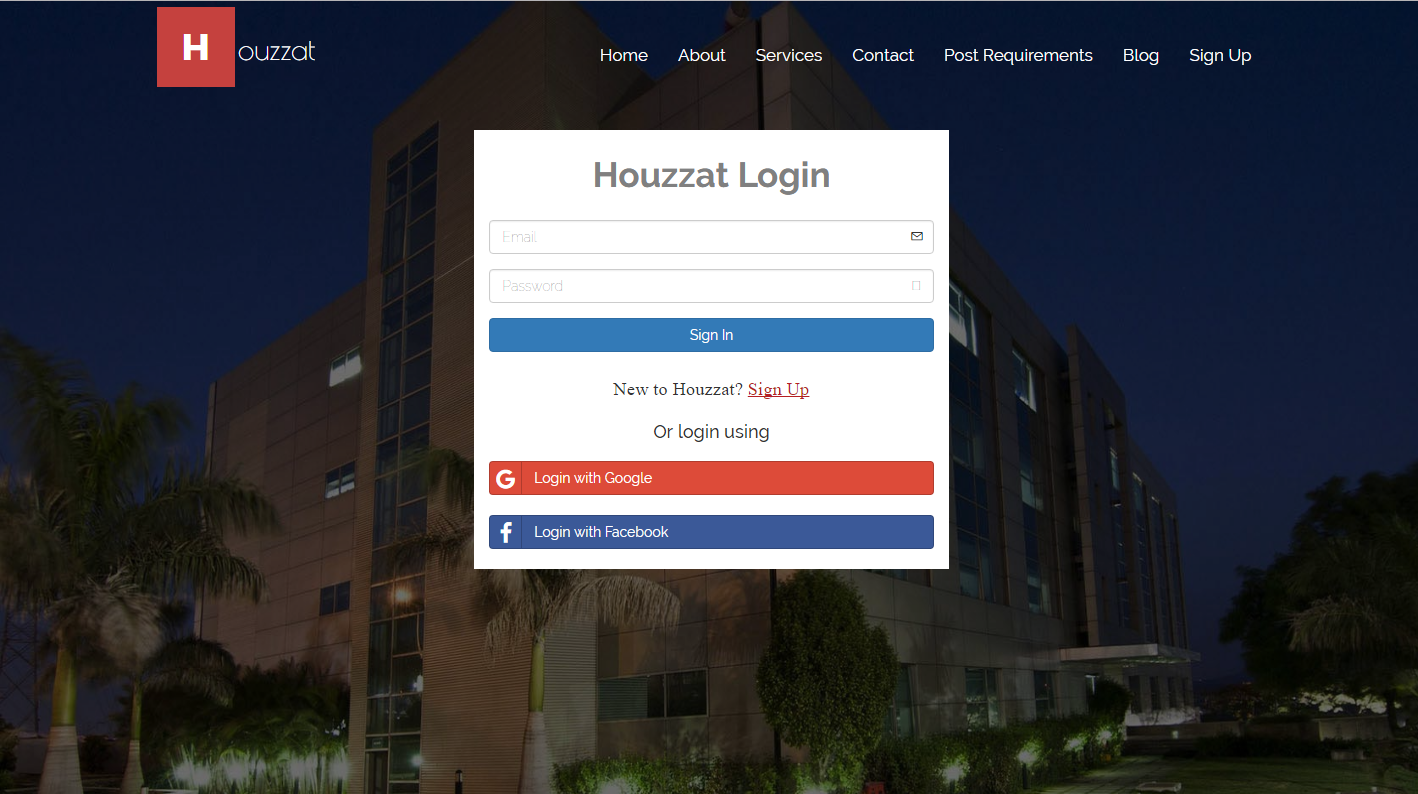 Houzzat
Home About Services Contact Post Requirements Blog Sign Up
Houzzat Login
Email
Password
Sign In
New to Houzzat? Sign Up
Or login using
G Login with Google
f Login with Facebook